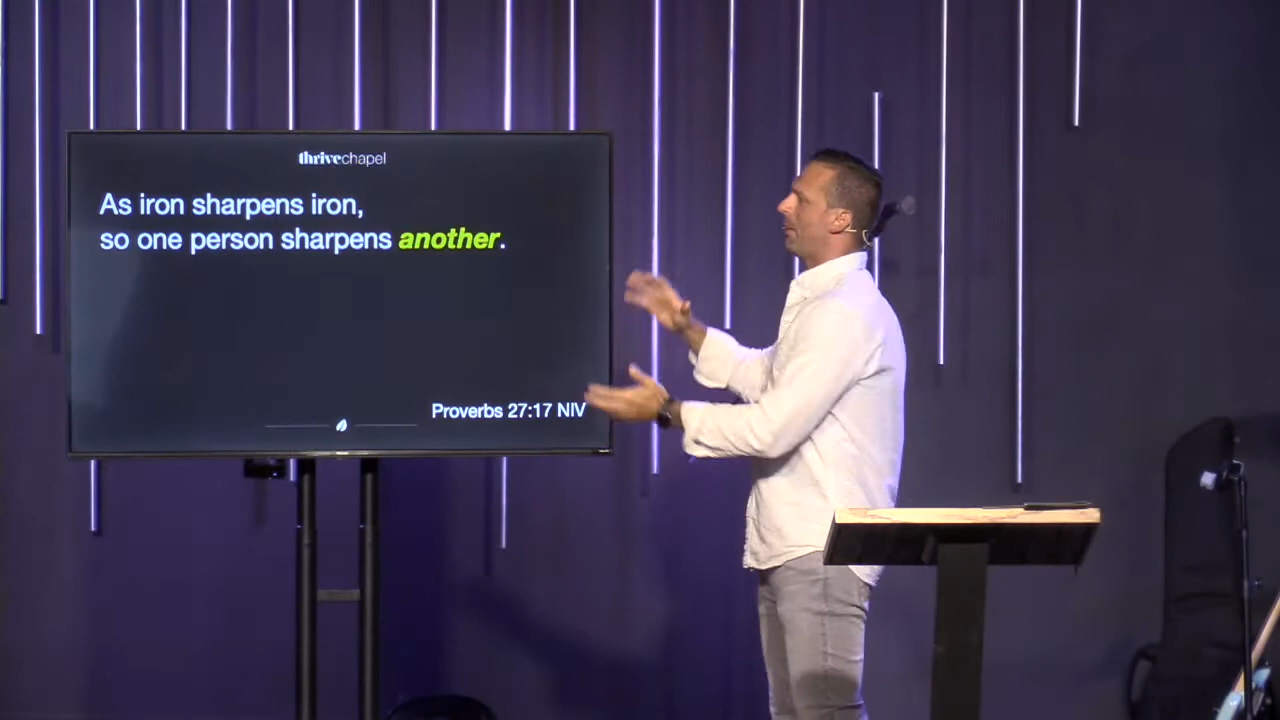 thrivechapel
As iron sharpens iron,
so one person sharpens another.
Proverbs 27:17 NIV